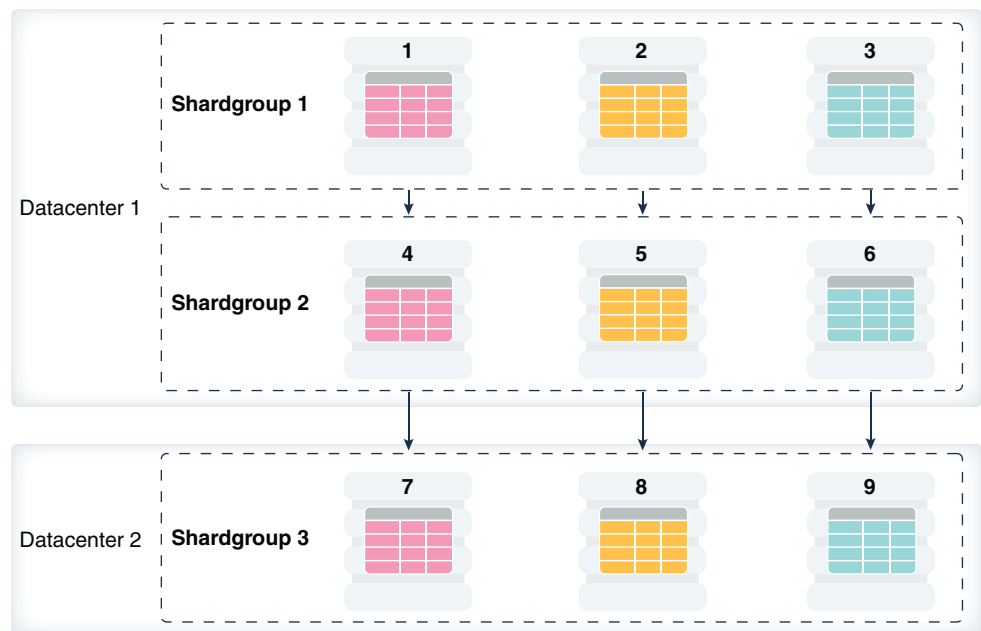 1 2 3
Shardgroup 1
Datacenter 1
4 5 6
Shardgroup 2
7 8 9
Datacenter 2
Shardgroup 3